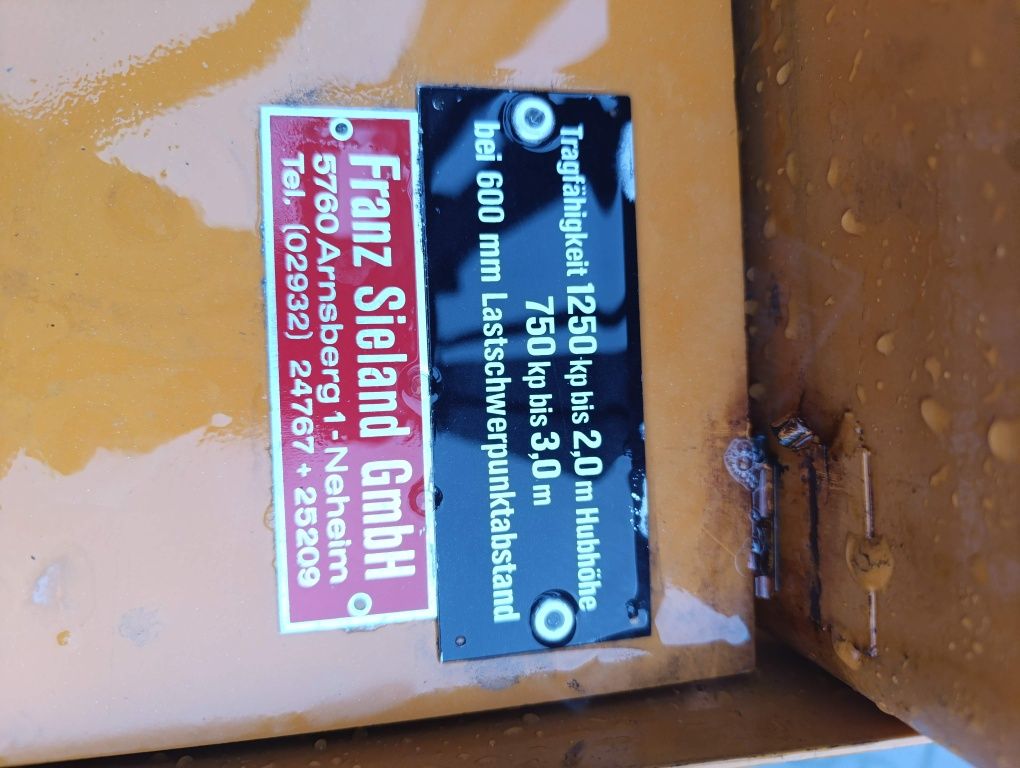 Tragfähigkeit 1250 kp bis 2,0 m Hubhöhe
750 kp bis 3,0 m
bei 600 mm Lastschwerpunktabstand
Franz Sieland GmbH
5760 Arnsberg 1 - Neheim
Tel. (02932) 24767 + 25209